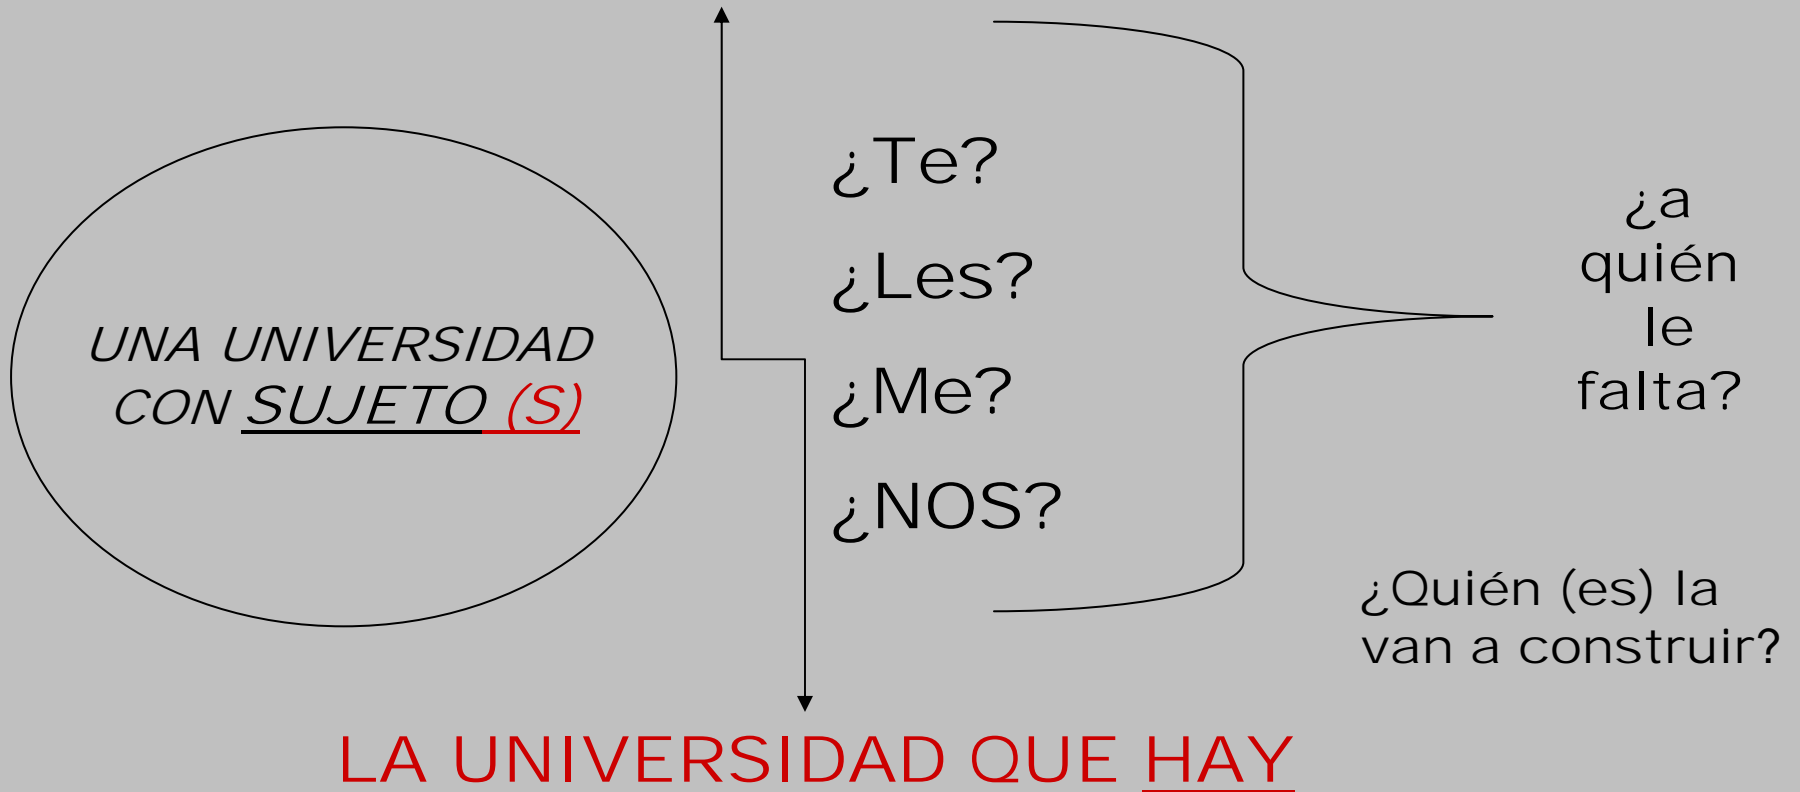 UNA UNIVERSIDAD
CON SUJETO (S)
¿Te?
¿Les?
¿Me?
¿NOS?
¿a
quién
le
falta?
¿Quién (es) la
van a construir?
LA UNIVERSIDAD QUE HAY